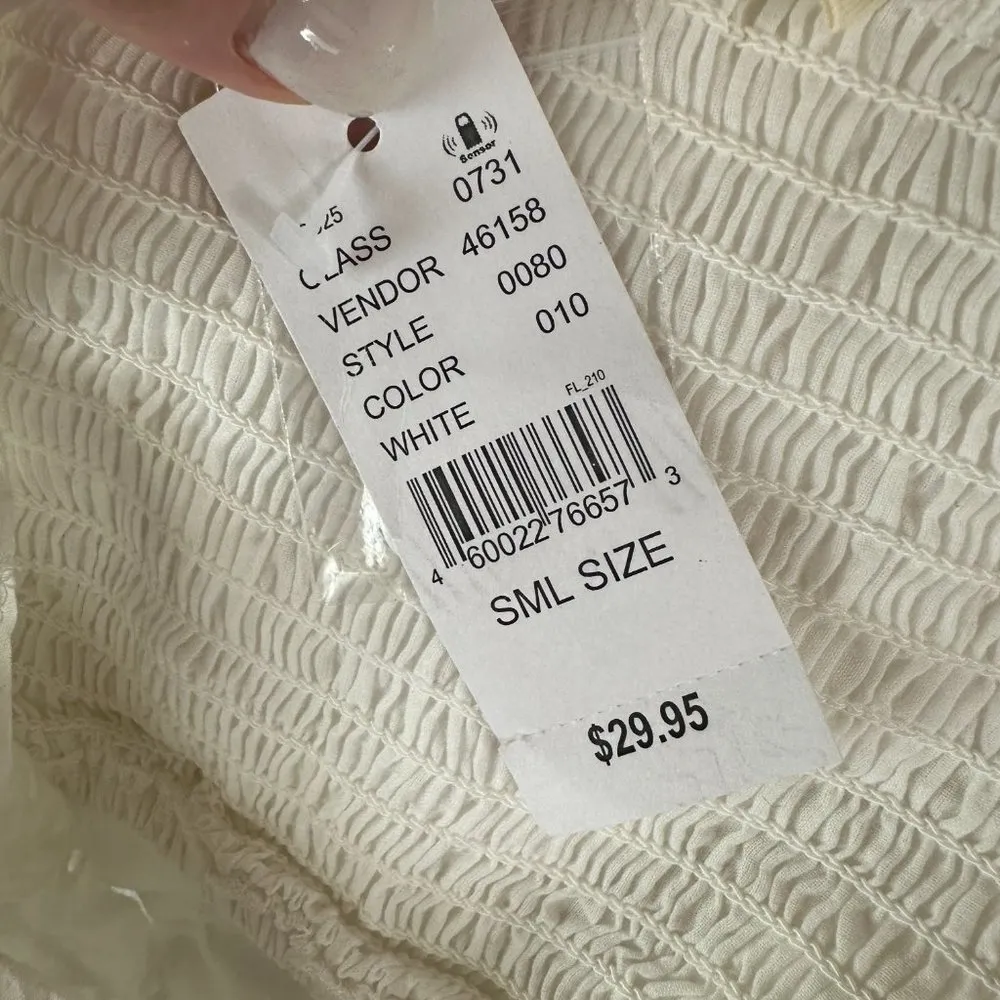 Sensor
25
CLASS 0731
VENDOR 46158
STYLE 0080
COLOR 010
WHITE
FL_210
4 60022 76657 3
SML SIZE
$29.95